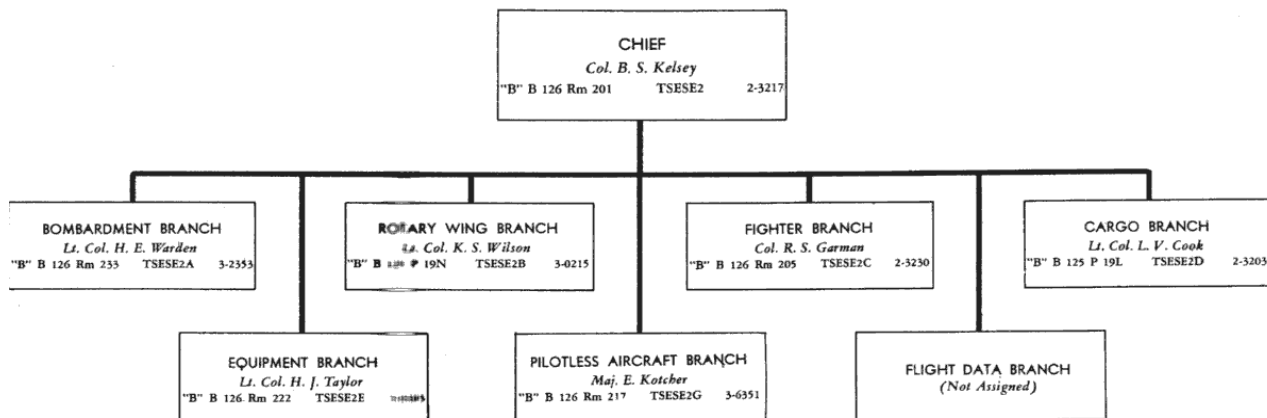 CHIEF
Col. B. S. Kelsey
"B" B 126 Rm 201 TSESE2 2-3217
BOMBARDMENT BRANCH
Lt. Col. H. E. Warden
"B" B 126 Rm 233 TSESE2A 3-2353
ROTARY WING BRANCH
Lt. Col. K. S. Wilson
"B" B P 19N TSESE2B 3-0215
FIGHTER BRANCH
Col. R. S. Garman
"B" B 126 Rm 205 TSESE2C 2-3230
CARGO BRANCH
Lt. Col. L. V. Cook
"B" B 125 P 19L TSESE2D 2-3203
EQUIPMENT BRANCH
Lt. Col. H. J. Taylor
"B" B 126 Rm 222 TSESE2E
PILOTLESS AIRCRAFT BRANCH
Maj. E. Kotcher
"B" B 126 Rm 217 TSESE2G 3-6351
FLIGHT DATA BRANCH
(Not Assigned)